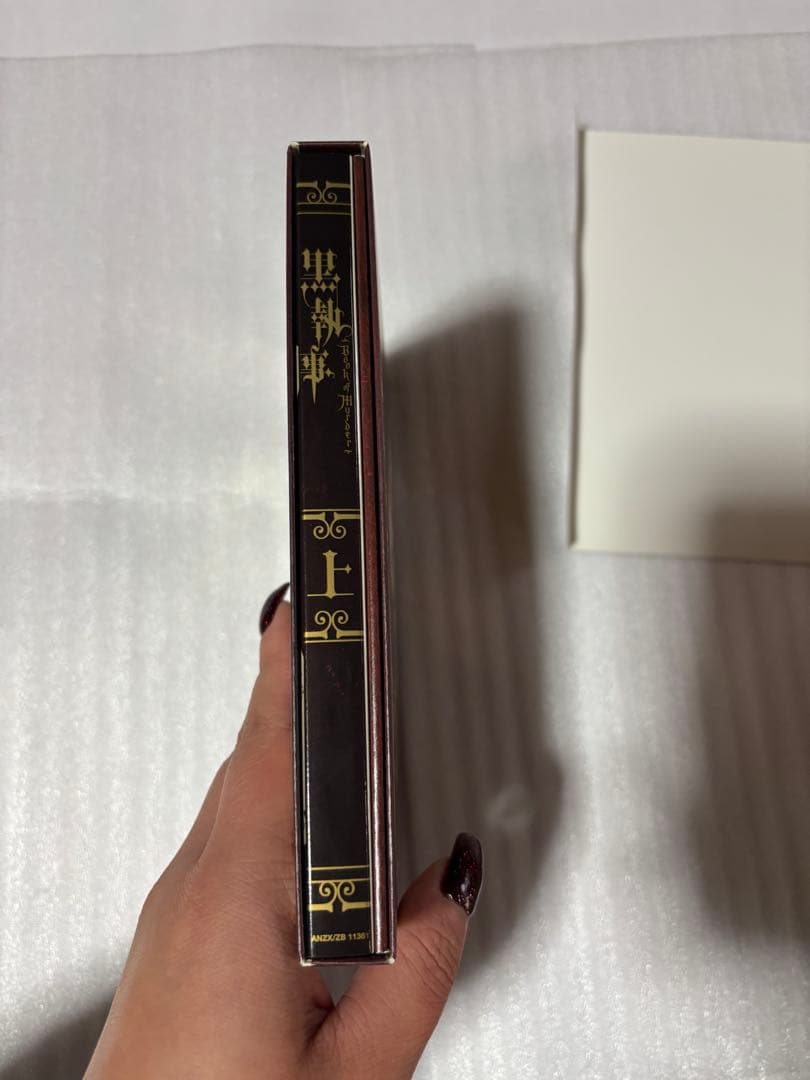 黒執事
Book of Murder
上
ANZX/ZB 11361